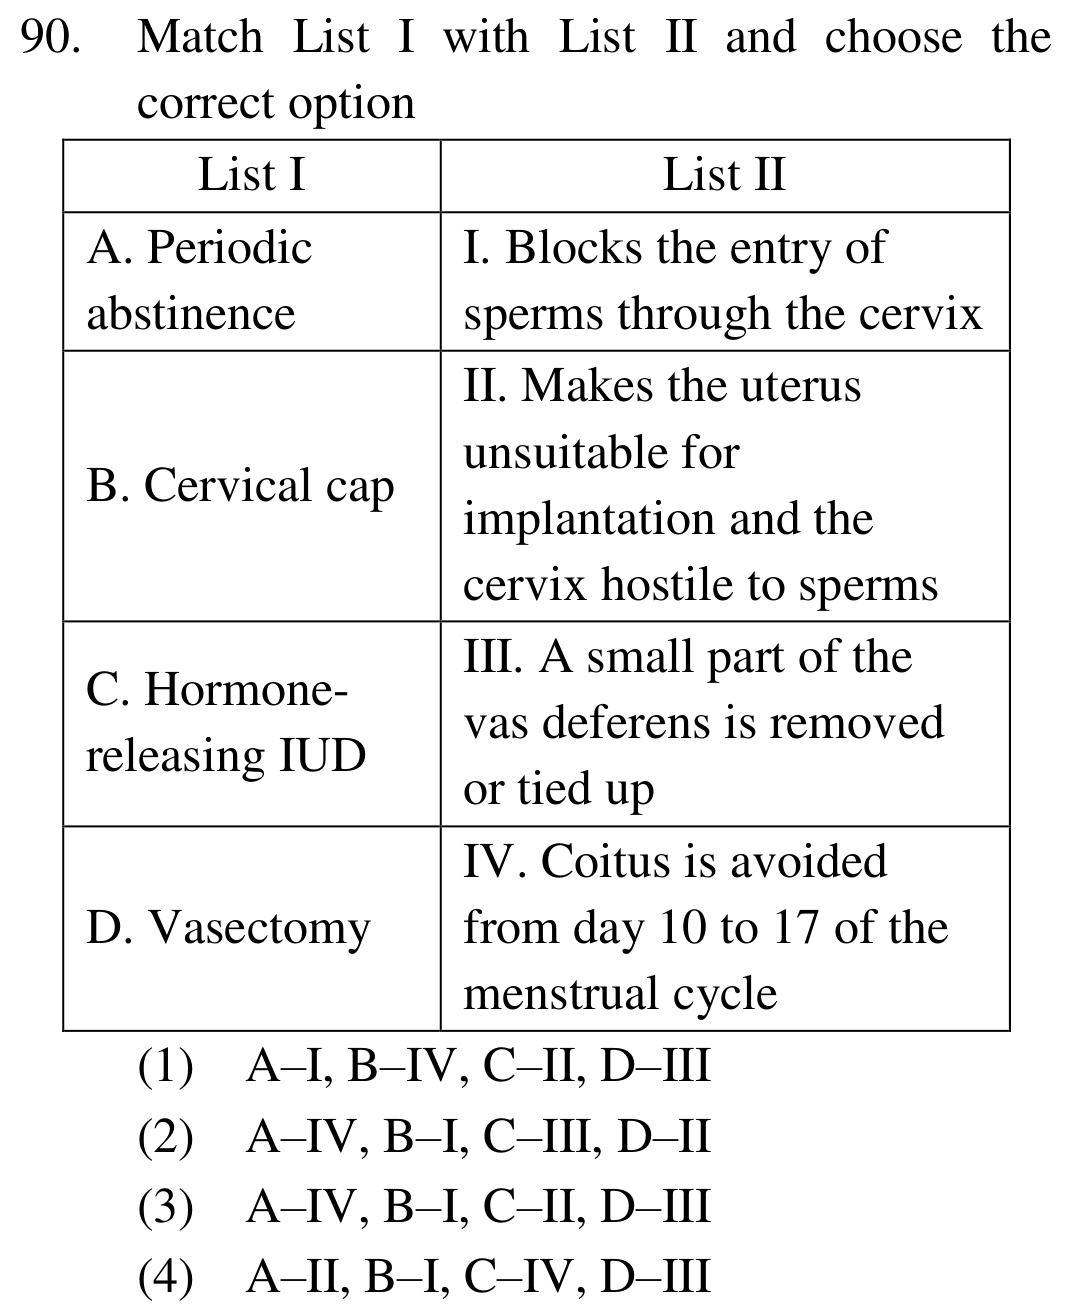 90. Match List I with List II and choose the
correct option
List I
List II
A. Periodic
abstinence
I. Blocks the entry of
sperms through the cervix
B. Cervical cap
II. Makes the uterus
unsuitable for
implantation and the
cervix hostile to sperms
C. Hormone-
releasing IUD
III. A small part of the
vas deferens is removed
or tied up
D. Vasectomy
IV. Coitus is avoided
from day 10 to 17 of the
menstrual cycle
(1) A–I, B–IV, C–II, D–III
(2) A–IV, B–I, C–III, D–II
(3) A–IV, B–I, C–II, D–III
(4) A–II, B–I, C–IV, D–III